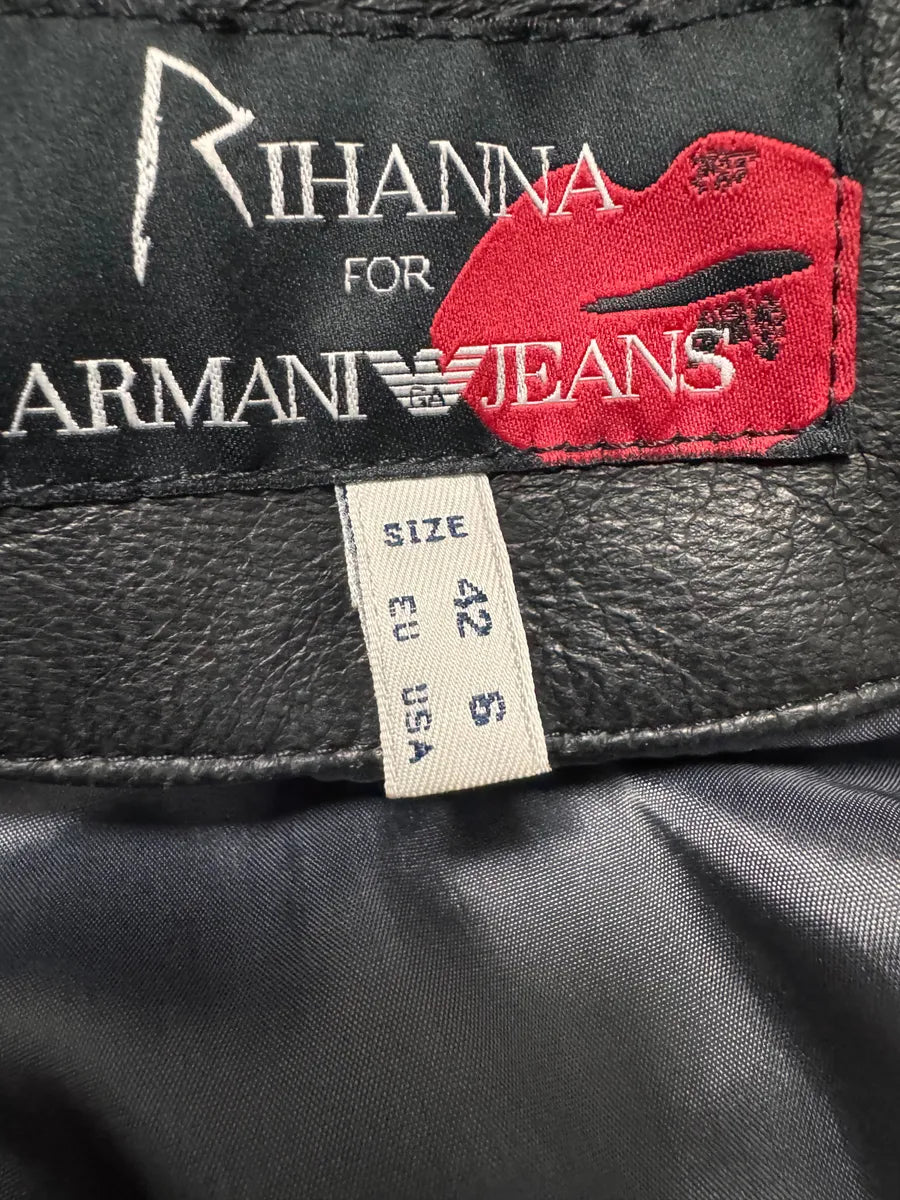 RIHANNA
FOR
ARMANI GA JEANS
SIZE
EU 42
USA 6